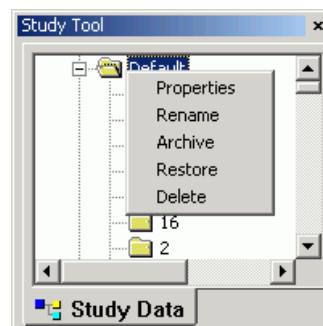 Study Tool
Default
Properties
Rename
Archive
Restore
Delete
16
2
Study Data